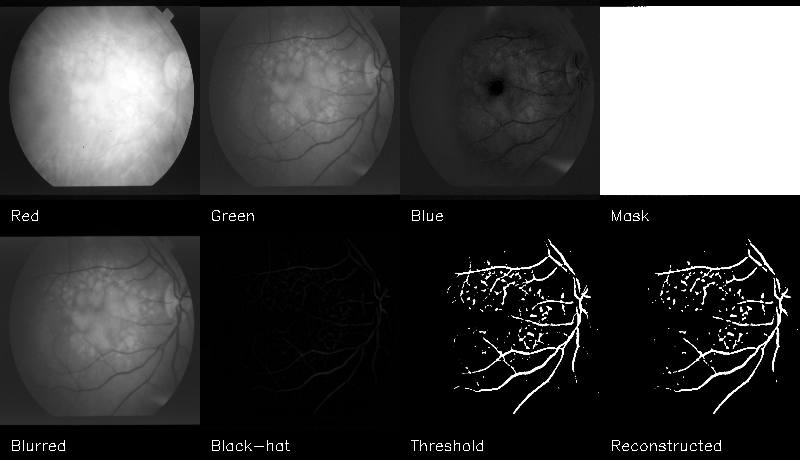 Red
Green
Blue
Mask
Blurred
Black-hat
Threshold
Reconstructed